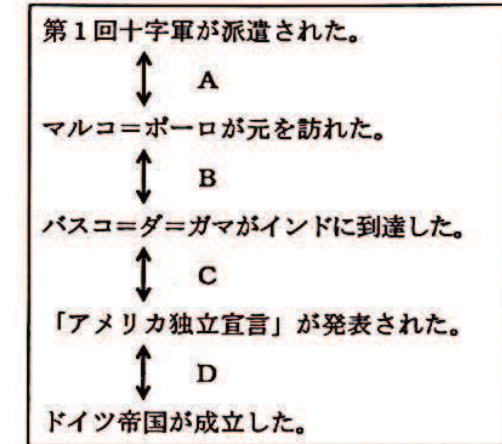 第1回十字軍が派遣された。
A
マルコ＝ポーロが元を訪れた。
B
バスコ＝ダ＝ガマがインドに到達した。
C
「アメリカ独立宣言」が発表された。
D
ドイツ帝国が成立した。